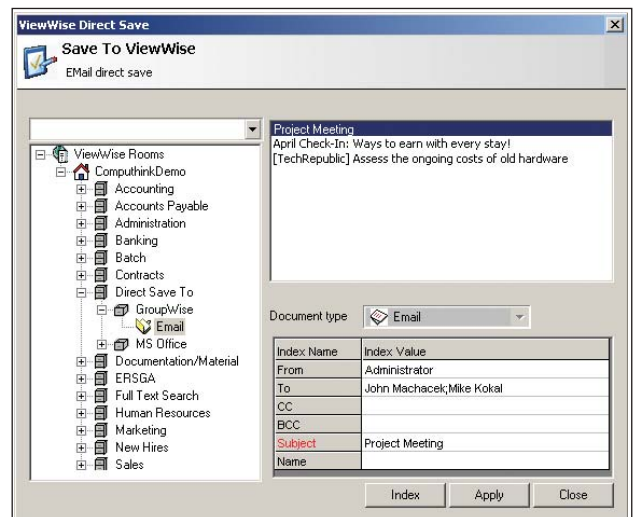 ViewWise Direct Save
Save To ViewWise
EMail direct save
ViewWise Rooms
ComputhinkDemo
Accounting
Accounts Payable
Administration
Banking
Batch
Contracts
Direct Save To
GroupWise
Email
MS Office
Documentation/Material
ERSGA
Full Text Search
Human Resources
Marketing
New Hires
Sales
Project Meeting
April Check-In: Ways to earn with every stay!
[TechRepublic] Assess the ongoing costs of old hardware
Document type Email
Index Name Index Value
From Administrator
To John Machacek;Mike Kokal
CC
BCC
Subject Project Meeting
Name
Index Apply Close